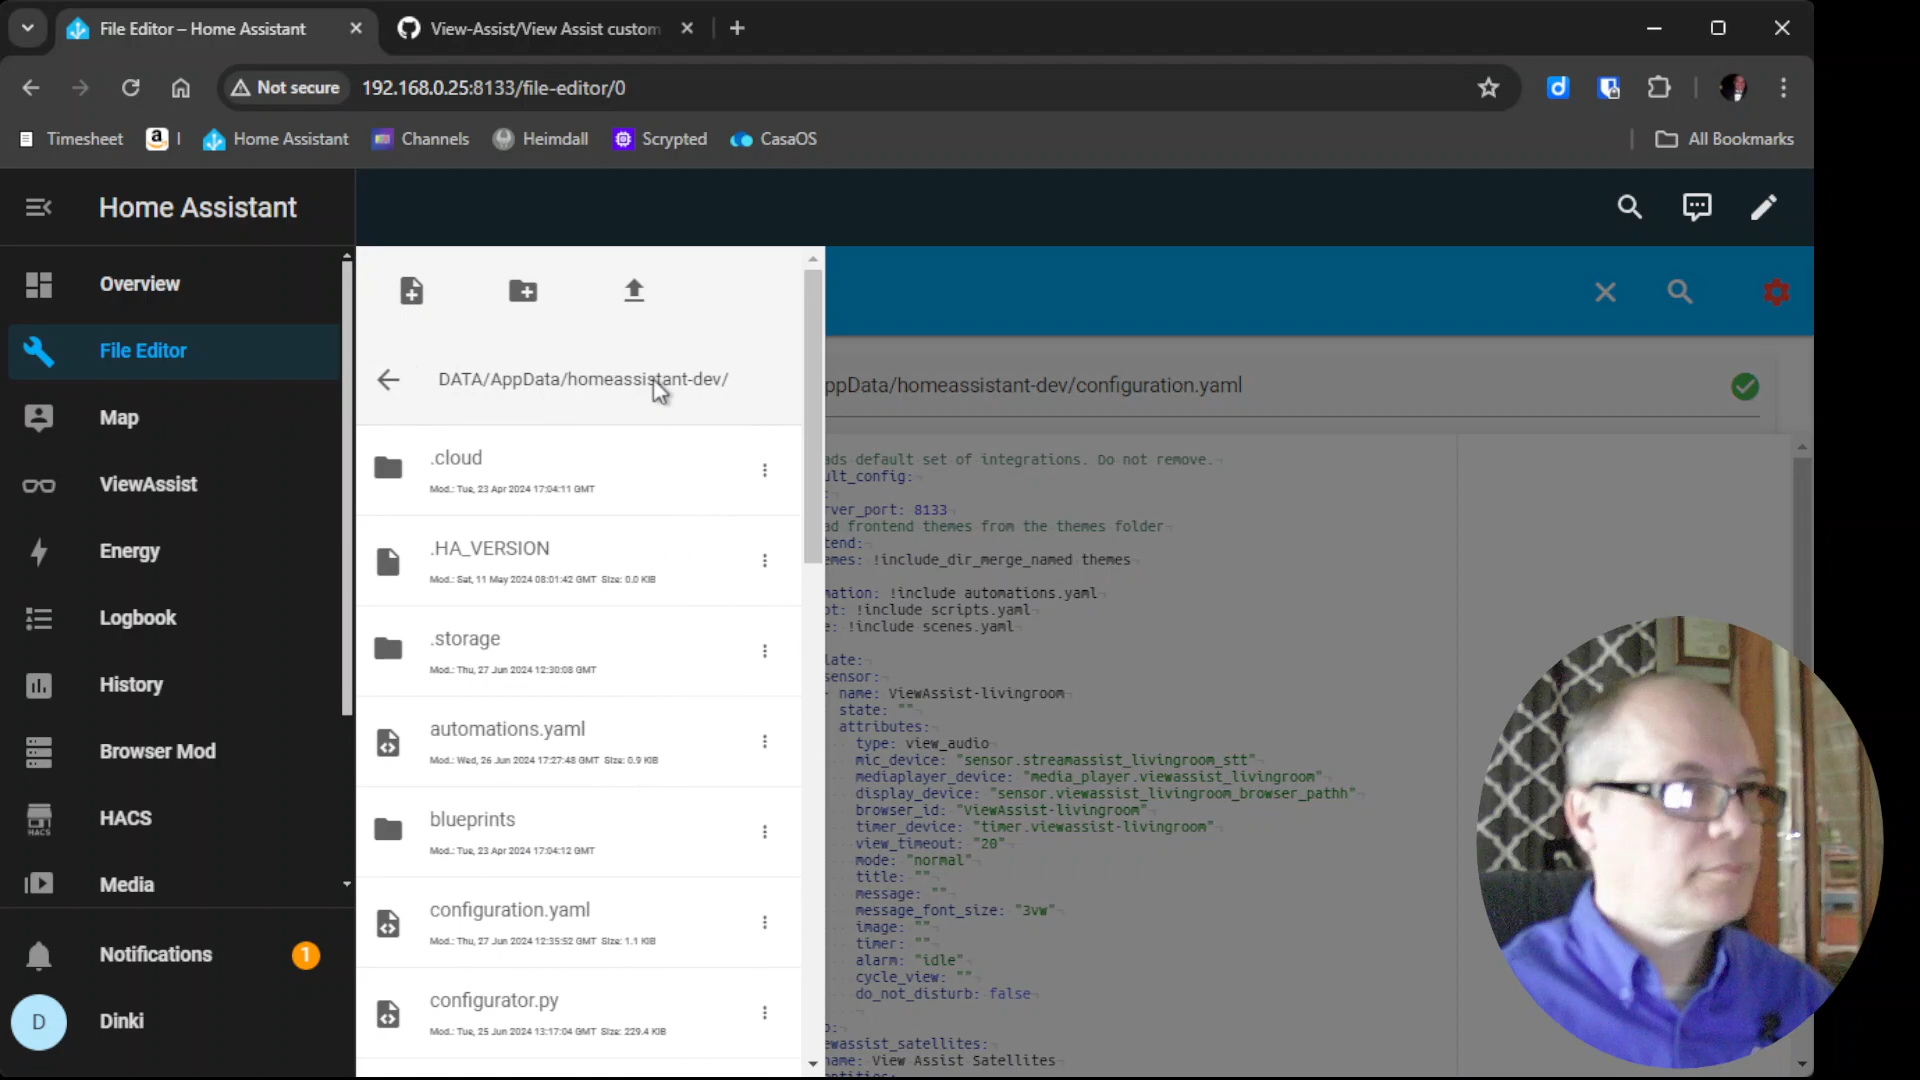 File Editor – Home Assistant
View-Assist/View Assist custom
Not secure
192.168.0.25:8133/file-editor/0
Timesheet
I
Home Assistant
Channels
Heimdall
Scrypted
CasaOS
All Bookmarks
Home Assistant
Overview
File Editor
Map
ViewAssist
Energy
Logbook
History
Browser Mod
HACS
HACS
Media
Notifications
1
D
Dinki
DATA/AppData/homeassistant-dev/
.cloud
Mod.: Tue, 23 Apr 2024 17:04:11 GMT
.HA_VERSION
Mod.: Sat, 11 May 2024 08:01:42 GMT Size: 0.0 KiB
.storage
Mod.: Thu, 27 Jun 2024 12:30:08 GMT
automations.yaml
Mod.: Wed, 26 Jun 2024 17:27:48 GMT Size: 0.9 KiB
blueprints
Mod.: Tue, 23 Apr 2024 17:04:12 GMT
configuration.yaml
Mod.: Thu, 27 Jun 2024 12:35:52 GMT Size: 1.1 KiB
configurator.py
Mod.: Tue, 25 Jun 2024 13:17:04 GMT Size: 229.4 KiB
ppData/homeassistant-dev/configuration.yaml
ads default set of integrations. Do not remove.
ult_config:
:
ver_port: 8133
ad frontend themes from the themes folder
tend:
emes: !include_dir_merge_named themes
mation: !include automations.yaml
pt: !include scripts.yaml
e: !include scenes.yaml
late:
sensor:
- name: ViewAssist-livingroom
state: ""
attributes:
type: view_audio
mic_device: "sensor.streamassist_livingroom_stt"
mediaplayer_device: "media_player.viewassist_livingroom"
display_device: "sensor.viewassist_livingroom_browser_pathh"
browser_id: "ViewAssist-livingroom"
timer_device: "timer.viewassist-livingroom"
view_timeout: "20"
mode: "normal"
title: ""
message: ""
message_font_size: "3vw"
image: ""
timer: ""
alarm: "idle"
cycle_view: ""
do_not_disturb: false
p:
ewassist_satellites:
name: View Assist Satellites
entities: